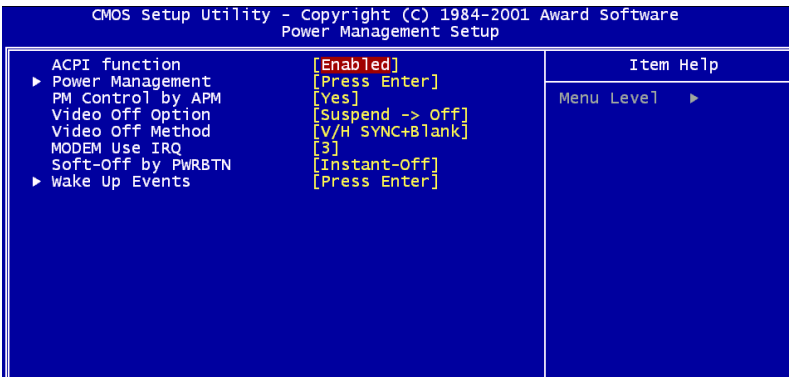 CMOS Setup Utility - Copyright (C) 1984-2001 Award Software
Power Management Setup
ACPI function [Enabled]
▶ Power Management [Press Enter]
PM Control by APM [Yes]
Video Off Option [Suspend -> Off]
Video Off Method [V/H SYNC+Blank]
MODEM Use IRQ [3]
Soft-Off by PWRBTN [Instant-Off]
▶ Wake Up Events [Press Enter]
Item Help
Menu Level ▶